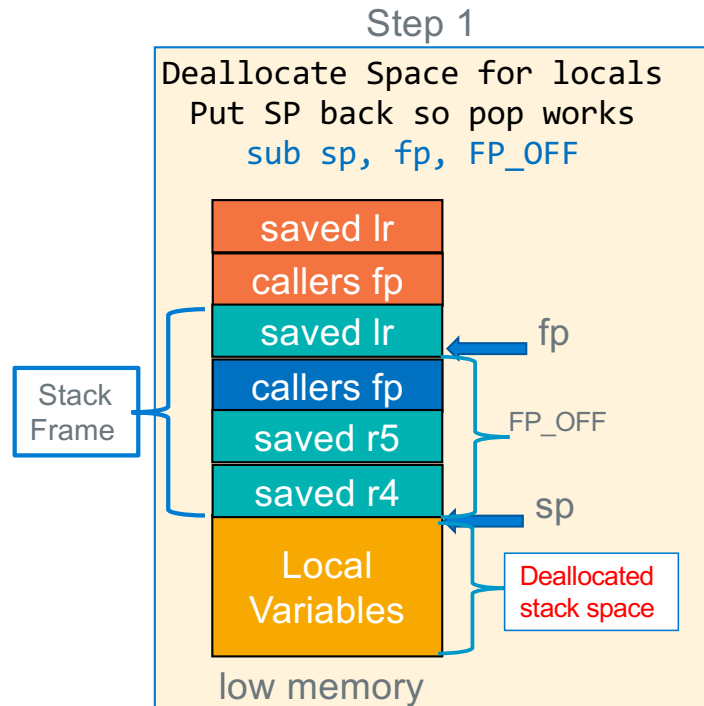 Step 1
Deallocate Space for locals
Put SP back so pop works
sub sp, fp, FP_OFF
saved lr
callers fp
saved lr
fp
Stack
Frame
callers fp
FP_OFF
saved r5
saved r4
sp
Local
Variables
Deallocated
stack space
low memory